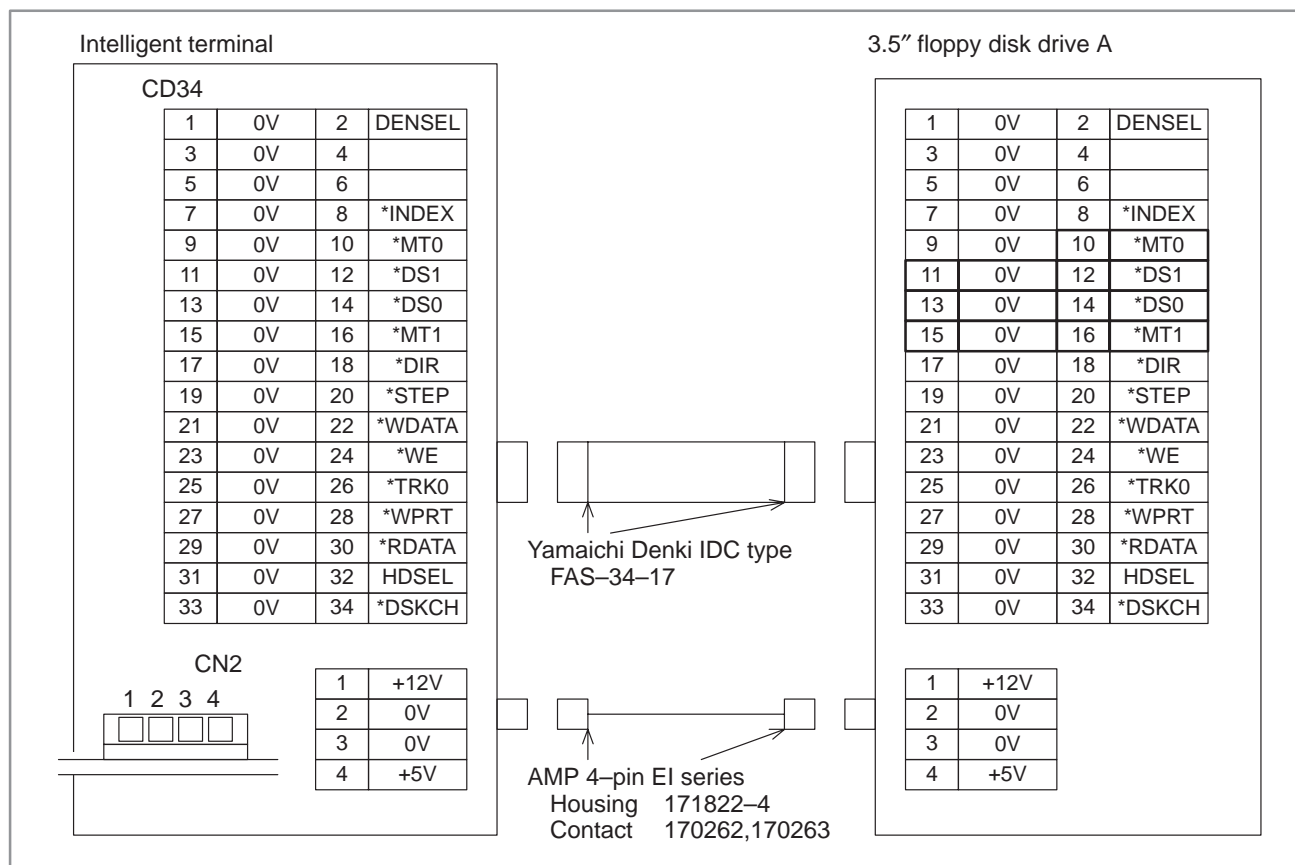 Intelligent terminal
3.5″ floppy disk drive A
CD34
1 0V 2 DENSEL
3 0V 4
5 0V 6
7 0V 8 *INDEX
9 0V 10 *MT0
11 0V 12 *DS1
13 0V 14 *DS0
15 0V 16 *MT1
17 0V 18 *DIR
19 0V 20 *STEP
21 0V 22 *WDATA
23 0V 24 *WE
25 0V 26 *TRK0
27 0V 28 *WPRT
29 0V 30 *RDATA
31 0V 32 HDSEL
33 0V 34 *DSKCH
1 0V 2 DENSEL
3 0V 4
5 0V 6
7 0V 8 *INDEX
9 0V 10 *MT0
11 0V 12 *DS1
13 0V 14 *DS0
15 0V 16 *MT1
17 0V 18 *DIR
19 0V 20 *STEP
21 0V 22 *WDATA
23 0V 24 *WE
25 0V 26 *TRK0
27 0V 28 *WPRT
29 0V 30 *RDATA
31 0V 32 HDSEL
33 0V 34 *DSKCH
Yamaichi Denki IDC type
FAS–34–17
CN2
1 2 3 4
1 +12V
2 0V
3 0V
4 +5V
1 +12V
2 0V
3 0V
4 +5V
AMP 4–pin EI series
Housing 171822–4
Contact 170262,170263